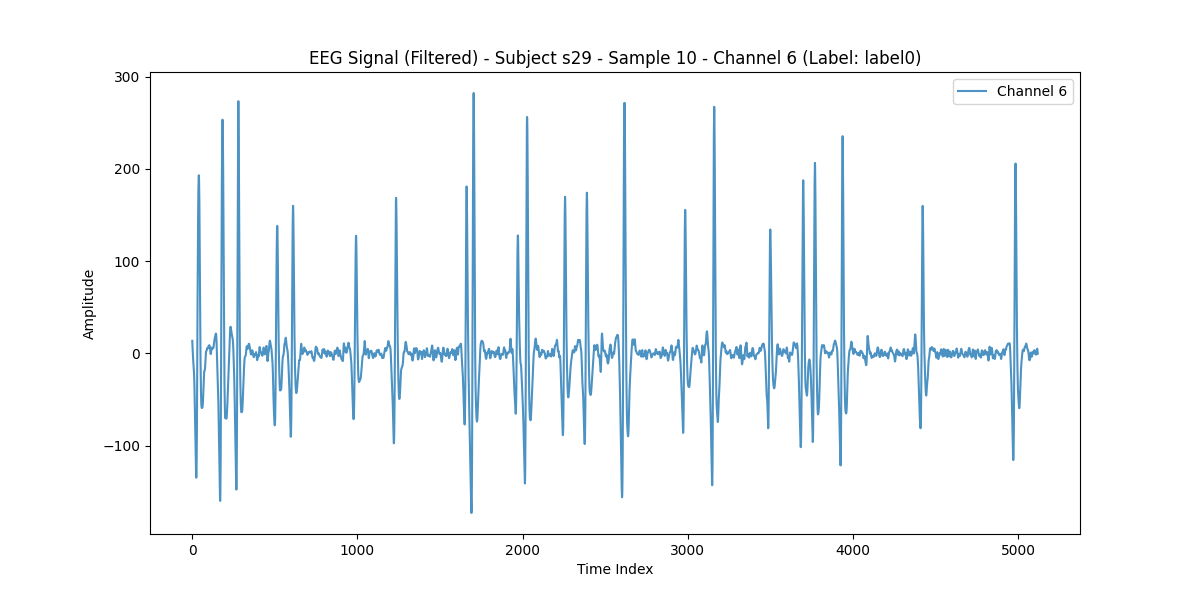 EEG Signal (Filtered) - Subject s29 - Sample 10 - Channel 6 (Label: label0)
Channel 6
300
200
100
0
−100
Amplitude
0 1000 2000 3000 4000 5000
Time Index